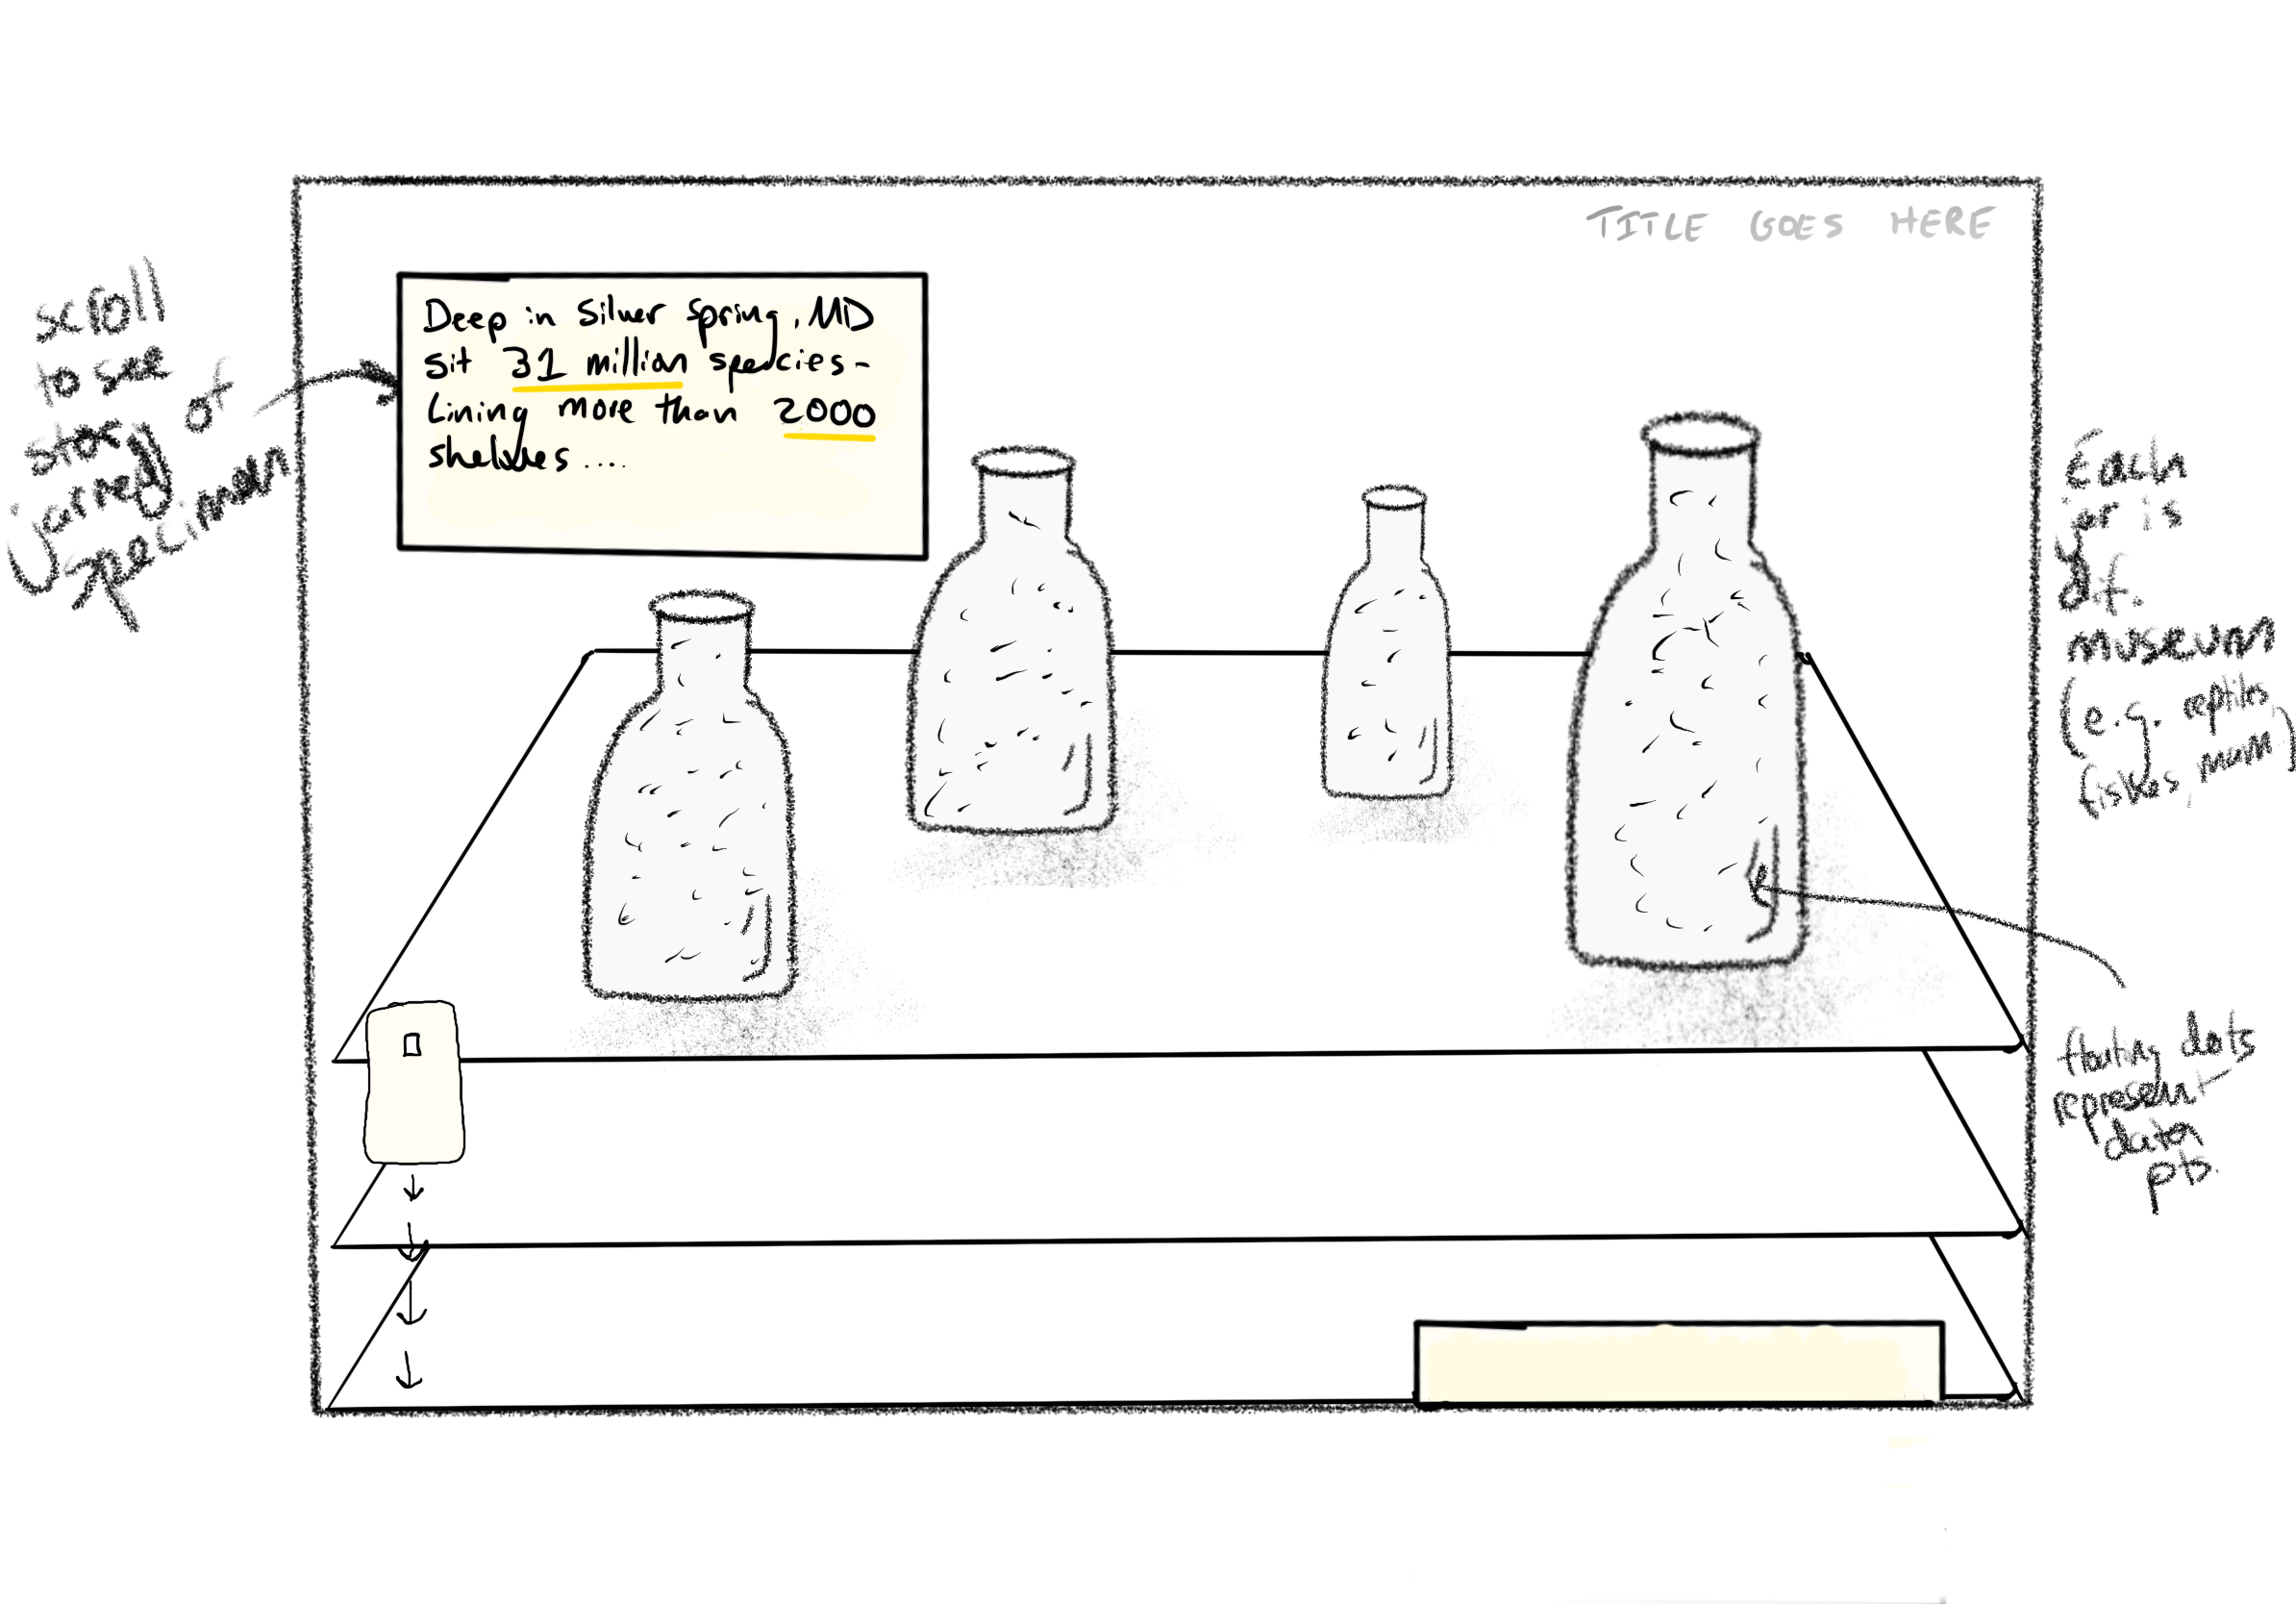 TITLE GOES HERE
scroll
to see
story of
jarred
specimen
Deep in Silver Spring, MD
sit 31 million species-
Lining more than 2000
shelves ....
Each
jar is
dif.
museum
(e.g. reptiles,
fishes, mam)
floating dots
represent
data
pts.